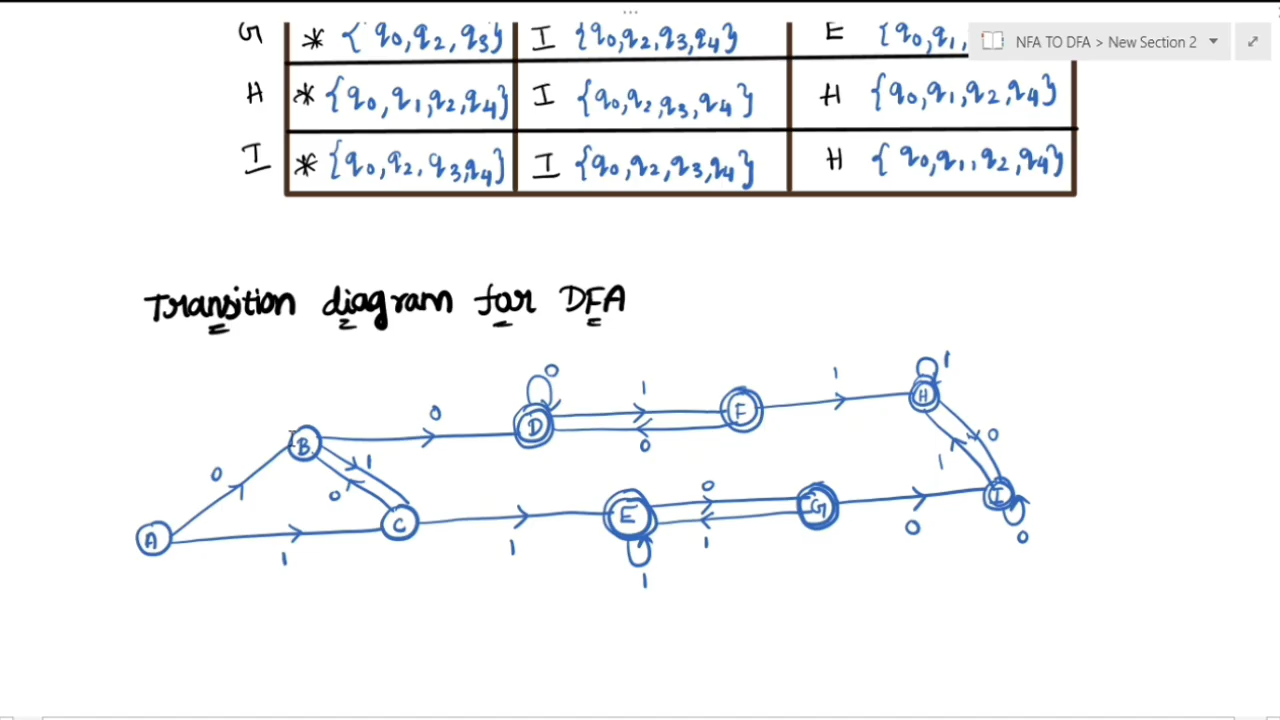 NFA TO DFA > New Section 2
G * {q0,q2,q3} I {q0,q2,q3,q4} E {q0,q1,
H * {q0,q1,q2,q4} I {q0,q2,q3,q4} H {q0,q1,q2,q4}
I * {q0,q2,q3,q4} I {q0,q2,q3,q4} H {q0,q1,q2,q4}
Transition diagram for DFA
0 1 1 1
0 D 1 F H
B 0 0
0 1 0 1
A 1 C 1 E 0 1 G 0 I 0
1